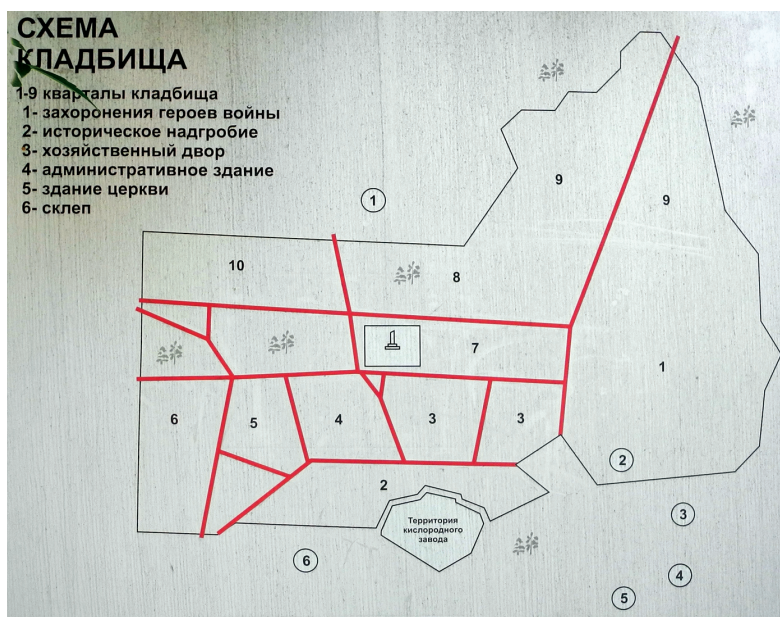 СХЕМА
КЛАДБИЩА
1-9 кварталы кладбища
1- захоронения героев войны
2- историческое надгробие
3- хозяйственный двор
4- административное здание
5- здание церкви
6- склеп
9
9
1
10
8
7
1
6
5
4
3
3
2
2
3
Территория
кислородного
завода
6
4
5